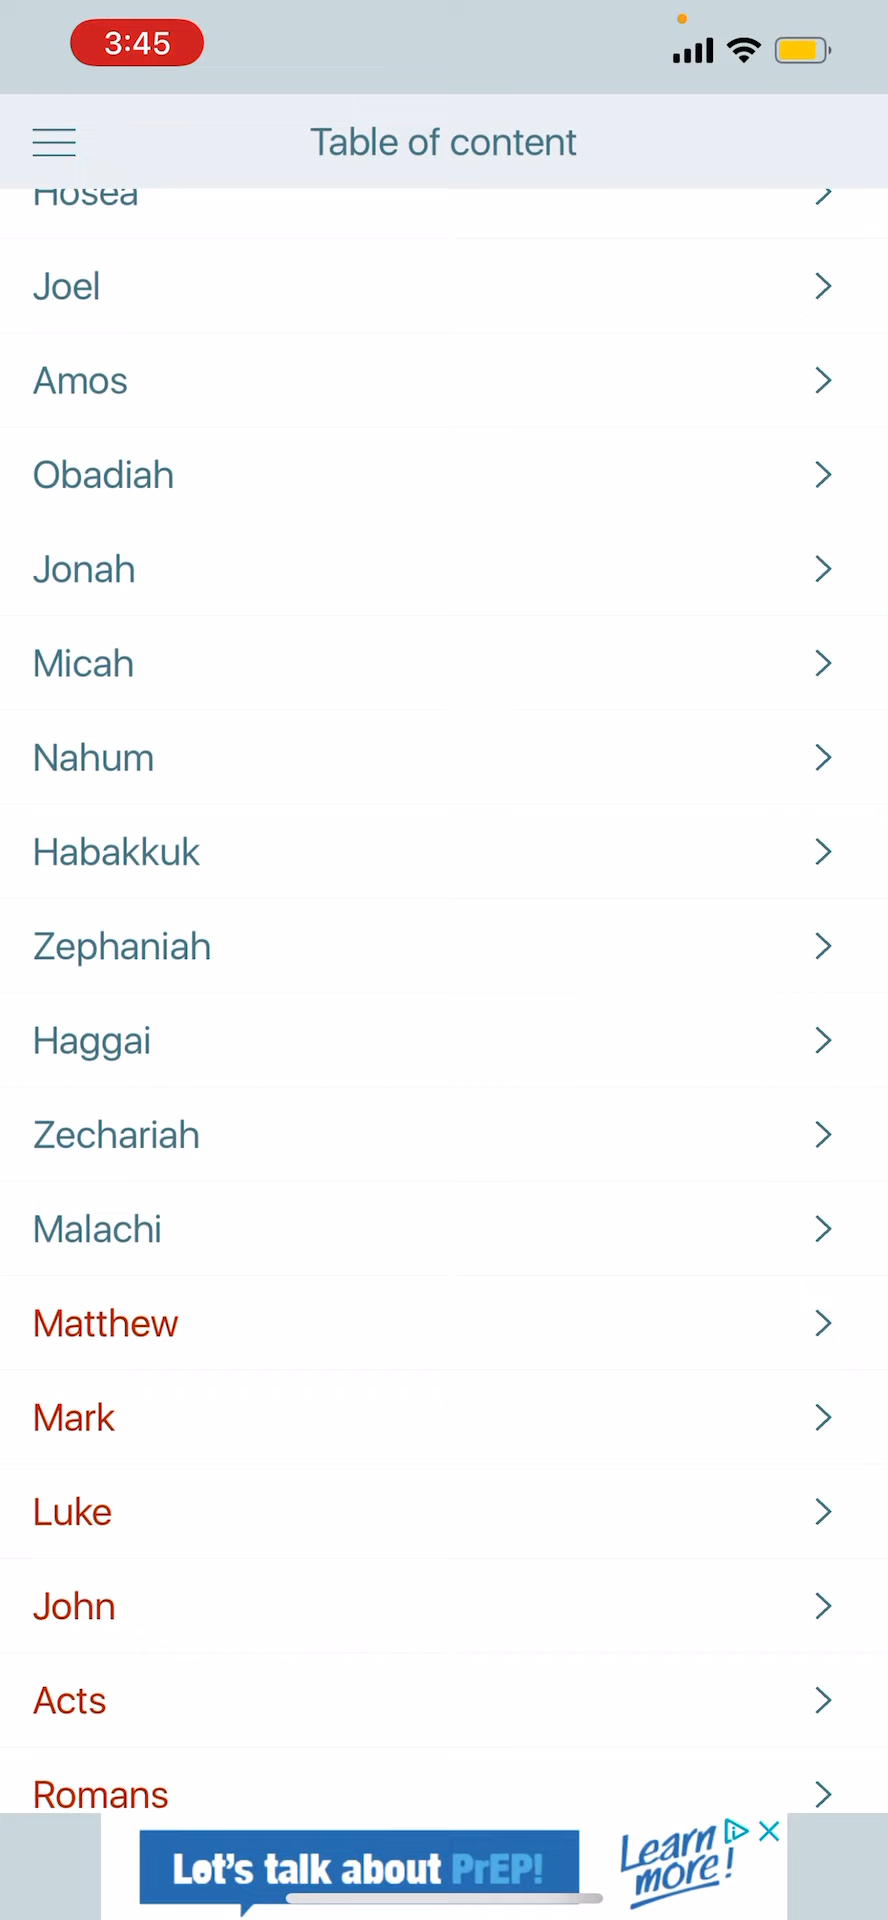 3:45
Table of content
Hosea
Joel
Amos
Obadiah
Jonah
Micah
Nahum
Habakkuk
Zephaniah
Haggai
Zechariah
Malachi
Matthew
Mark
Luke
John
Acts
Romans
Let's talk about PrEP!
Learn
more!